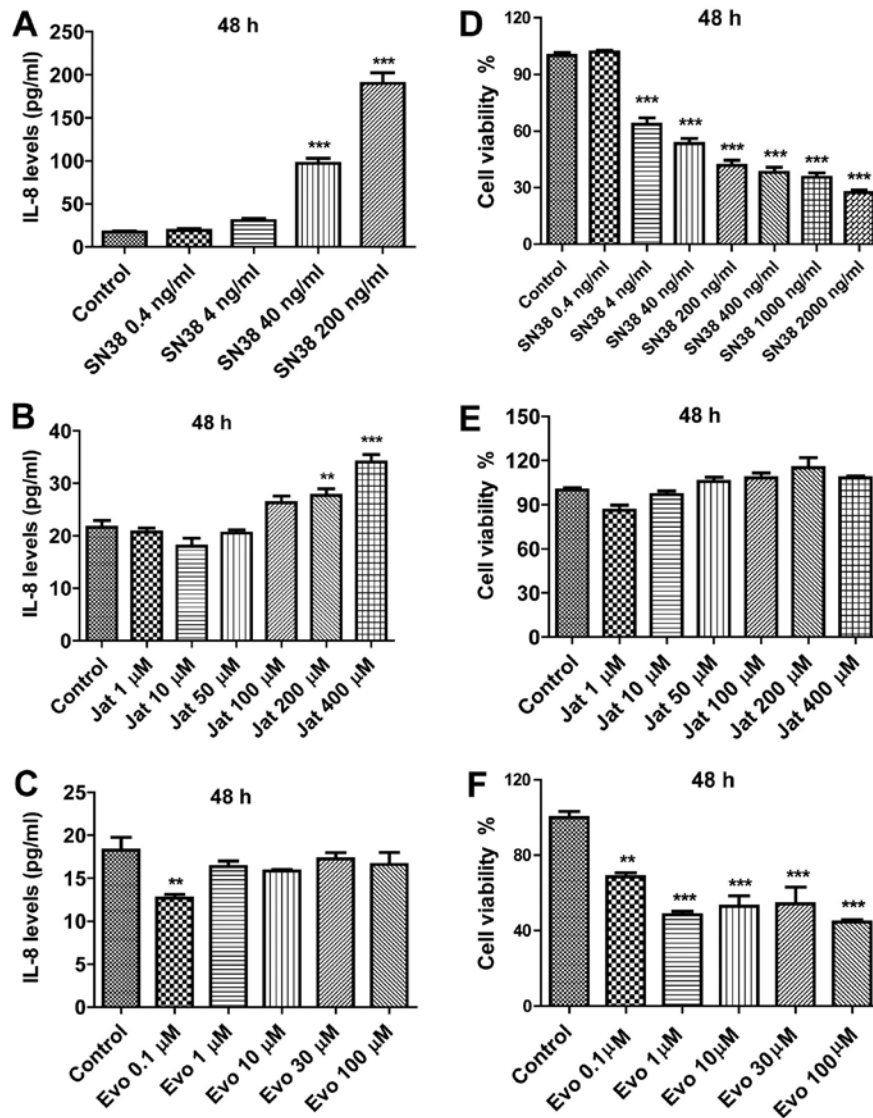 A
48 h
IL-8 levels (pg/ml)
250
200
150
100
50
0
***
***
Control
SN38 0.4 ng/ml
SN38 4 ng/ml
SN38 40 ng/ml
SN38 200 ng/ml
D
48 h
Cell viability %
120
90
60
30
0
***
***
***
***
***
***
Control
SN38 0.4 ng/ml
SN38 4 ng/ml
SN38 40 ng/ml
SN38 200 ng/ml
SN38 400 ng/ml
SN38 1000 ng/ml
SN38 2000 ng/ml
B
48 h
IL-8 levels (pg/ml)
40
30
20
10
0
**
***
Control
Jat 1 μM
Jat 10 μM
Jat 50 μM
Jat 100 μM
Jat 200 μM
Jat 400 μM
E
48 h
Cell viability %
150
120
90
60
30
0
Control
Jat 1 μM
Jat 10 μM
Jat 50 μM
Jat 100 μM
Jat 200 μM
Jat 400 μM
C
48 h
IL-8 levels (pg/ml)
25
20
15
10
5
0
**
Control
Evo 0.1 μM
Evo 1 μM
Evo 10 μM
Evo 30 μM
Evo 100 μM
F
48 h
Cell viability %
120
80
40
0
**
***
***
***
***
Control
Evo 0.1μM
Evo 1μM
Evo 10μM
Evo 30μM
Evo 100μM